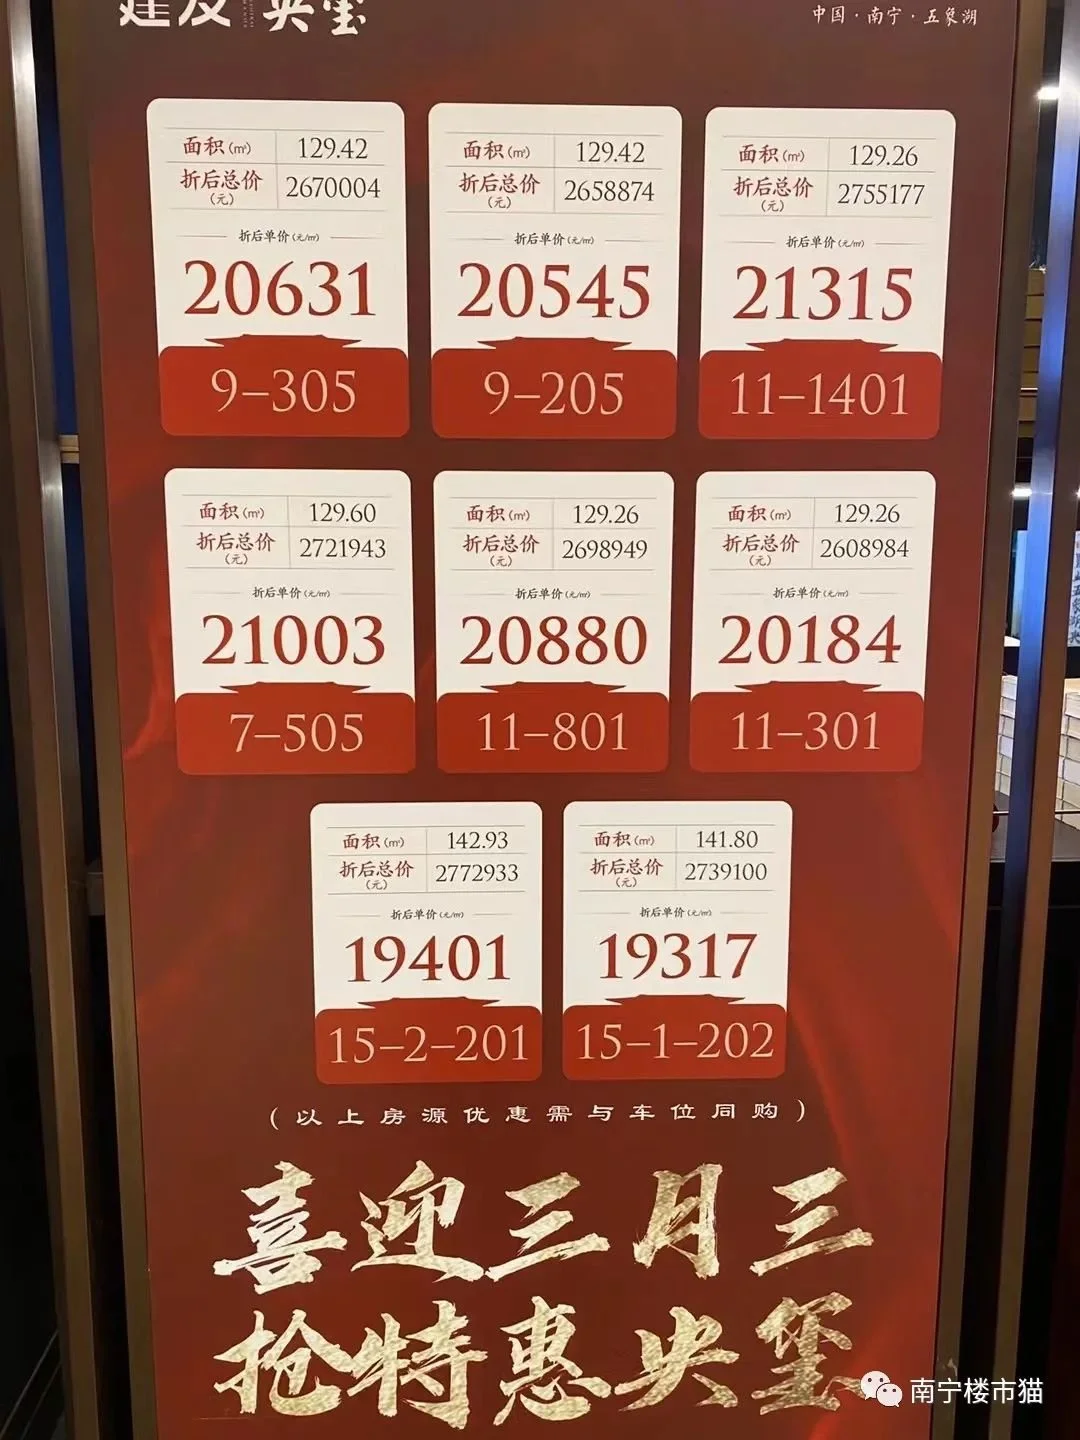 建发 央玺
中国·南宁·五象湖
面积(㎡) 129.42
折后总价(元) 2670004
折后单价(元/㎡)
20631
9–305
面积(㎡) 129.42
折后总价(元) 2658874
折后单价(元/㎡)
20545
9–205
面积(㎡) 129.26
折后总价(元) 2755177
折后单价(元/㎡)
21315
11–1401
面积(㎡) 129.60
折后总价(元) 2721943
折后单价(元/㎡)
21003
7–505
面积(㎡) 129.26
折后总价(元) 2698949
折后单价(元/㎡)
20880
11–801
面积(㎡) 129.26
折后总价(元) 2608984
折后单价(元/㎡)
20184
11–301
面积(㎡) 142.93
折后总价(元) 2772933
折后单价(元/㎡)
19401
15–2–201
面积(㎡) 141.80
折后总价(元) 2739100
折后单价(元/㎡)
19317
15–1–202
(以上房源优惠需与车位同购)
喜迎三月三
抢特惠央玺
南宁楼市猫